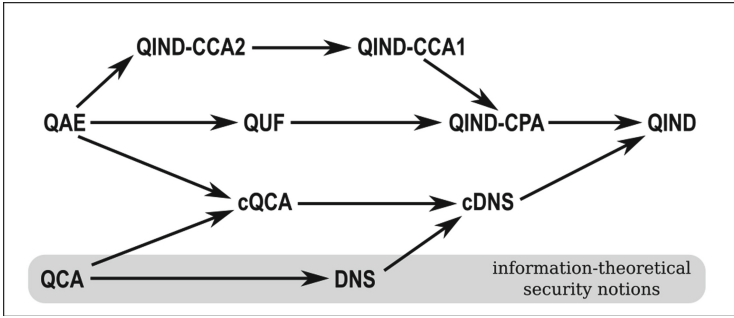 QIND-CCA2 QIND-CCA1
QAE QUF QIND-CPA QIND
cQCA cDNS
QCA DNS information-theoretical
security notions